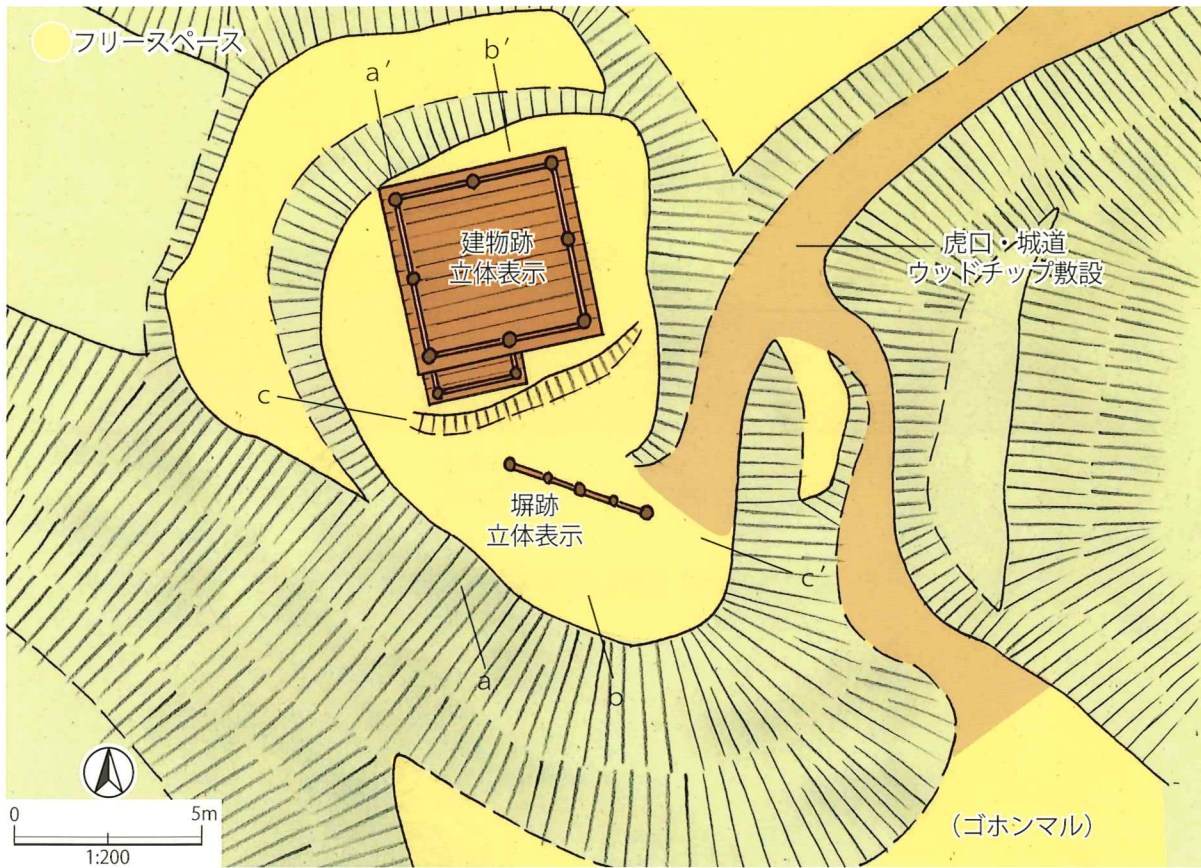 フリースペース
a′
b′
建物跡
立体表示
虎口・城道
ウッドチップ敷設
c
塀跡
立体表示
c′
a
b
0 5m
1:200
(ゴホンマル)